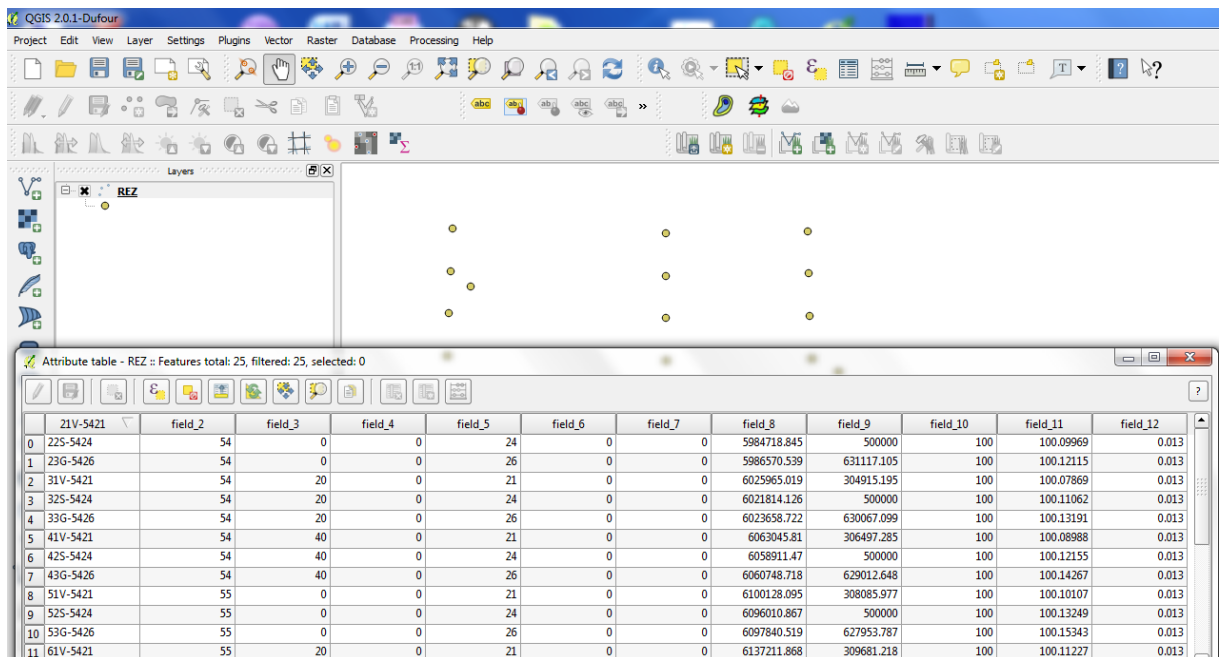 QGIS 2.0.1-Dufour
Project Edit View Layer Settings Plugins Vector Raster Database Processing Help
abc ab abc abc abc »
T ? ?
Layers
REZ
Attribute table - REZ :: Features total: 25, filtered: 25, selected: 0
?
21V-5421 field_2 field_3 field_4 field_5 field_6 field_7 field_8 field_9 field_10 field_11 field_12
0 22S-5424 54 0 0 24 0 0 5984718.845 500000 100 100.09969 0.013
1 23G-5426 54 0 0 26 0 0 5986570.539 631117.105 100 100.12115 0.013
2 31V-5421 54 20 0 21 0 0 6025965.019 304915.195 100 100.07869 0.013
3 32S-5424 54 20 0 24 0 0 6021814.126 500000 100 100.11062 0.013
4 33G-5426 54 20 0 26 0 0 6023658.722 630067.099 100 100.13191 0.013
5 41V-5421 54 40 0 21 0 0 6063045.81 306497.285 100 100.08988 0.013
6 42S-5424 54 40 0 24 0 0 6058911.47 500000 100 100.12155 0.013
7 43G-5426 54 40 0 26 0 0 6060748.718 629012.648 100 100.14267 0.013
8 51V-5421 55 0 0 21 0 0 6100128.095 308085.977 100 100.10107 0.013
9 52S-5424 55 0 0 24 0 0 6096010.867 500000 100 100.13249 0.013
10 53G-5426 55 0 0 26 0 0 6097840.519 627953.787 100 100.15343 0.013
11 61V-5421 55 20 0 21 0 0 6137211.868 309681.218 100 100.11227 0.013